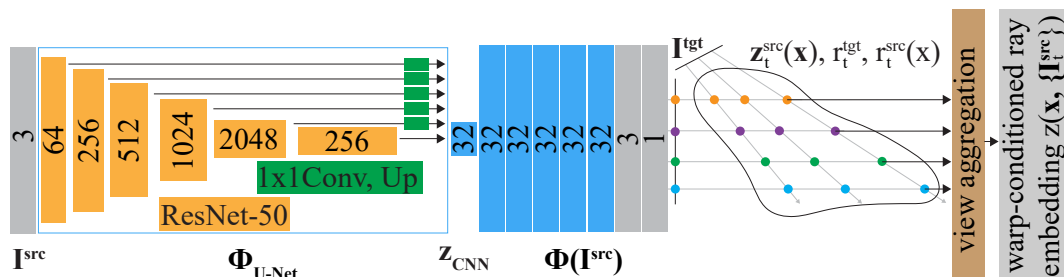 3
64
256
512
1024
2048
256
1x1Conv, Up
ResNet-50
I^src
Φ_U-Net
32
z_CNN
32
32
32
32
32
3
1
Φ(I^src)
I^tgt
z_t^src(x), r_t^tgt, r_t^src(x)
view aggregation
warp-conditioned ray
embedding z(x, {I_t^src})